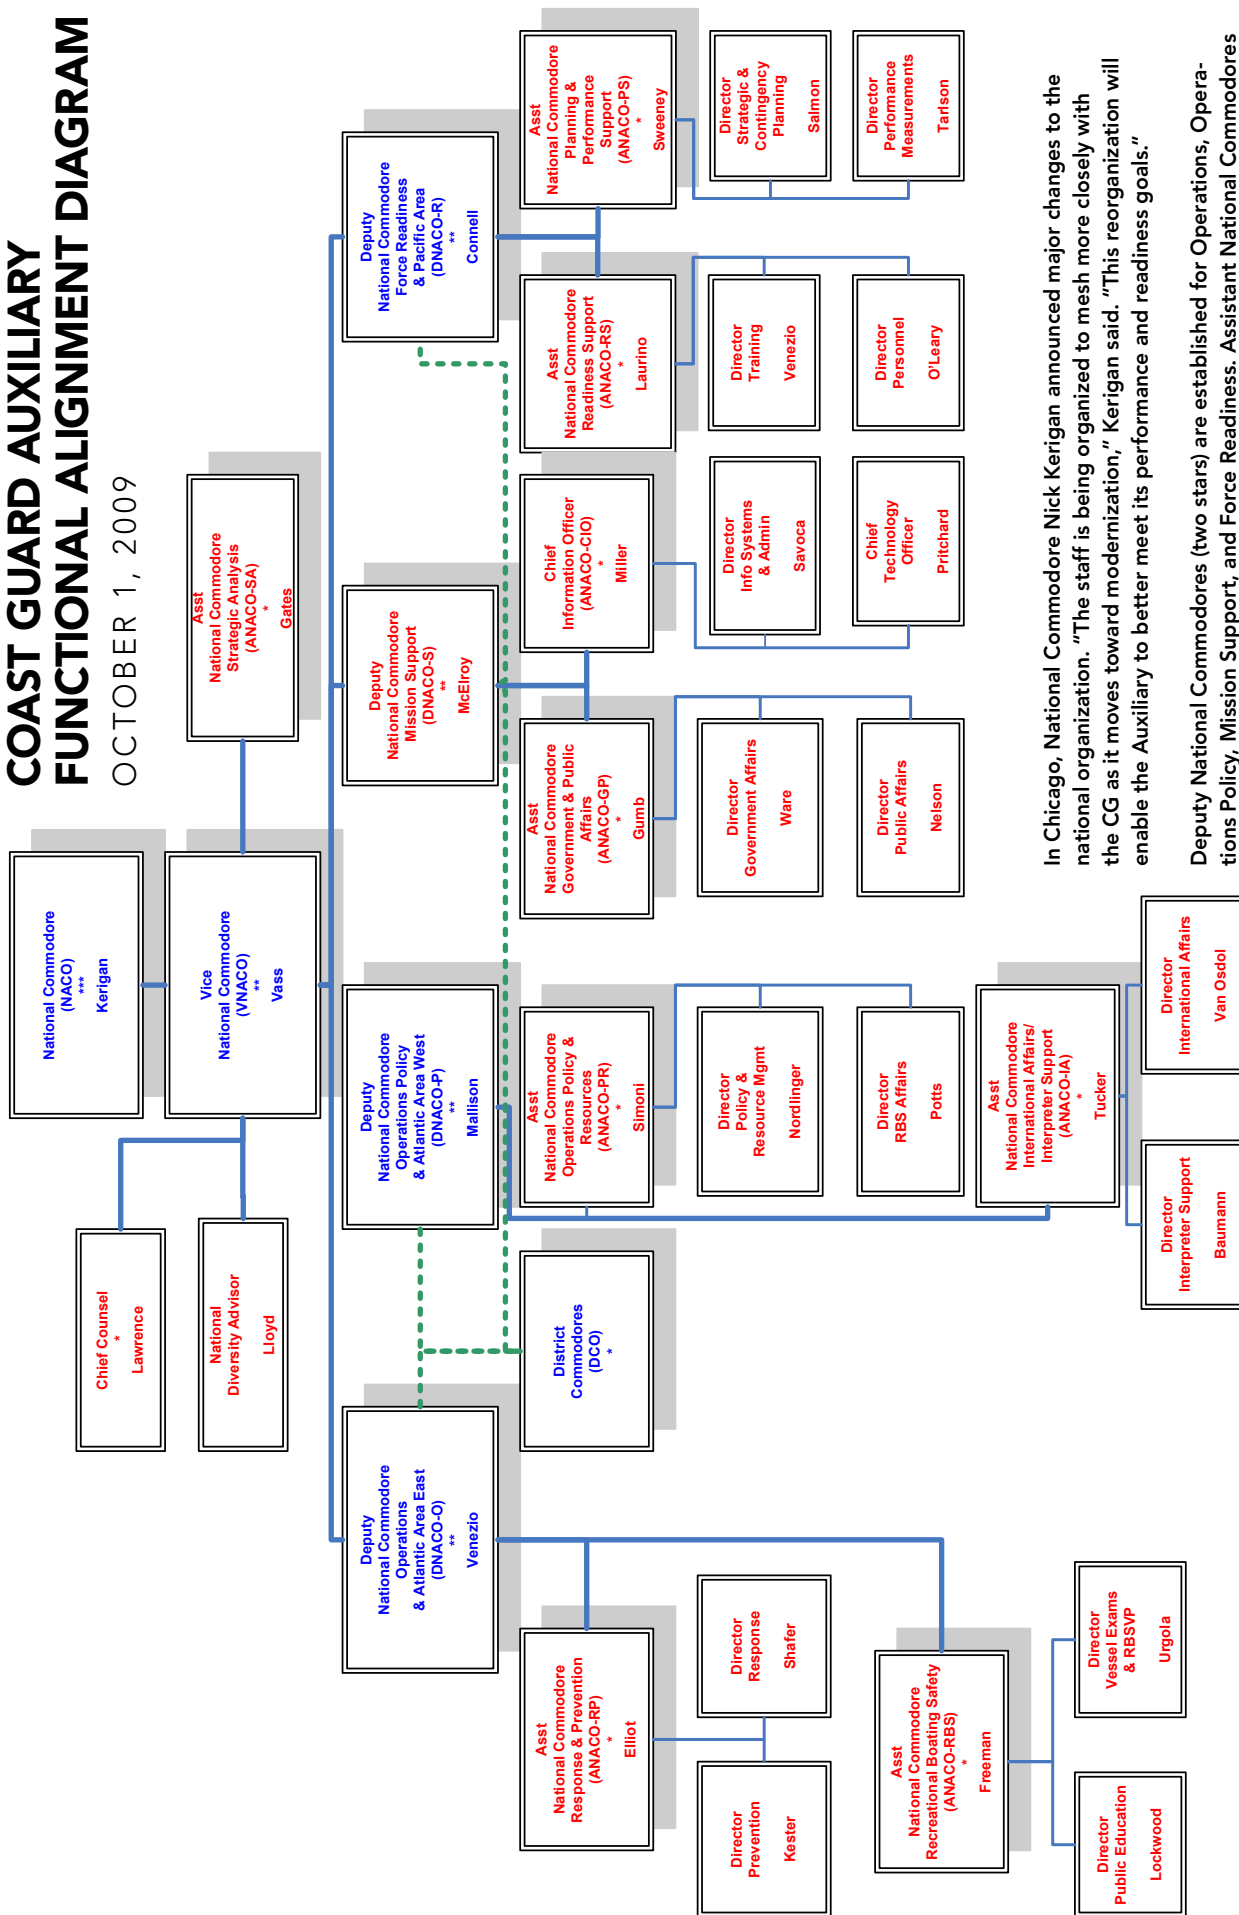 COAST GUARD AUXILIARY
FUNCTIONAL ALIGNMENT DIAGRAM
OCTOBER 1, 2009
National Commodore
(NACO)
***
Kerigan
Vice
National Commodore
(VNACO)
**
Vass
Chief Counsel
*
Lawrence
National
Diversity Advisor
Lloyd
Asst
National Commodore
Strategic Analysis
(ANACO-SA)
*
Gates
Deputy
National Commodore
Operations
& Atlantic Area East
(DNACO-O)
**
Venezio
Deputy
National Commodore
Operations Policy
& Atlantic Area West
(DNACO-P)
**
Mallison
Deputy
National Commodore
Mission Support
(DNACO-S)
**
McElroy
Deputy
National Commodore
Force Readiness
& Pacific Area
(DNACO-R)
**
Connell
Asst
National Commodore
Response & Prevention
(ANACO-RP)
*
Elliot
District
Commodores
(DCO)
*
Asst
National Commodore
Operations Policy &
Resources
(ANACO-PR)
*
Simoni
Asst
National Commodore
Government & Public
Affairs
(ANACO-GP)
*
Gumb
Chief
Information Officer
(ANACO-CIO)
*
Miller
Asst
National Commodore
Readiness Support
(ANACO-RS)
*
Laurino
Asst
National Commodore
Planning &
Performance
Support
(ANACO-PS)
*
Sweeney
Director
Prevention
Kester
Director
Response
Shafer
Director
Policy &
Resource Mgmt
Nordlinger
Director
Government Affairs
Ware
Director
Info Systems
& Admin
Savoca
Director
Training
Venezio
Director
Strategic &
Contingency
Planning
Salmon
Director
RBS Affairs
Potts
Director
Public Affairs
Nelson
Chief
Technology
Officer
Pritchard
Director
Personnel
O'Leary
Director
Performance
Measurements
Tarlson
Asst
National Commodore
Recreational Boating Safety
(ANACO-RBS)
*
Freeman
Asst
National Commodore
International Affairs/
Interpreter Support
(ANACO-IA)
*
Tucker
Director
Public Education
Lockwood
Director
Vessel Exams
& RBSVP
Urgola
Director
Interpreter Support
Baumann
Director
International Affairs
Van Osdol
In Chicago, National Commodore Nick Kerigan announced major changes to the
national organization. "The staff is being organized to mesh more closely with
the CG as it moves toward modernization," Kerigan said. "This reorganization will
enable the Auxiliary to better meet its performance and readiness goals."
Deputy National Commodores (two stars) are established for Operations, Opera-
tions Policy, Mission Support, and Force Readiness. Assistant National Commodores